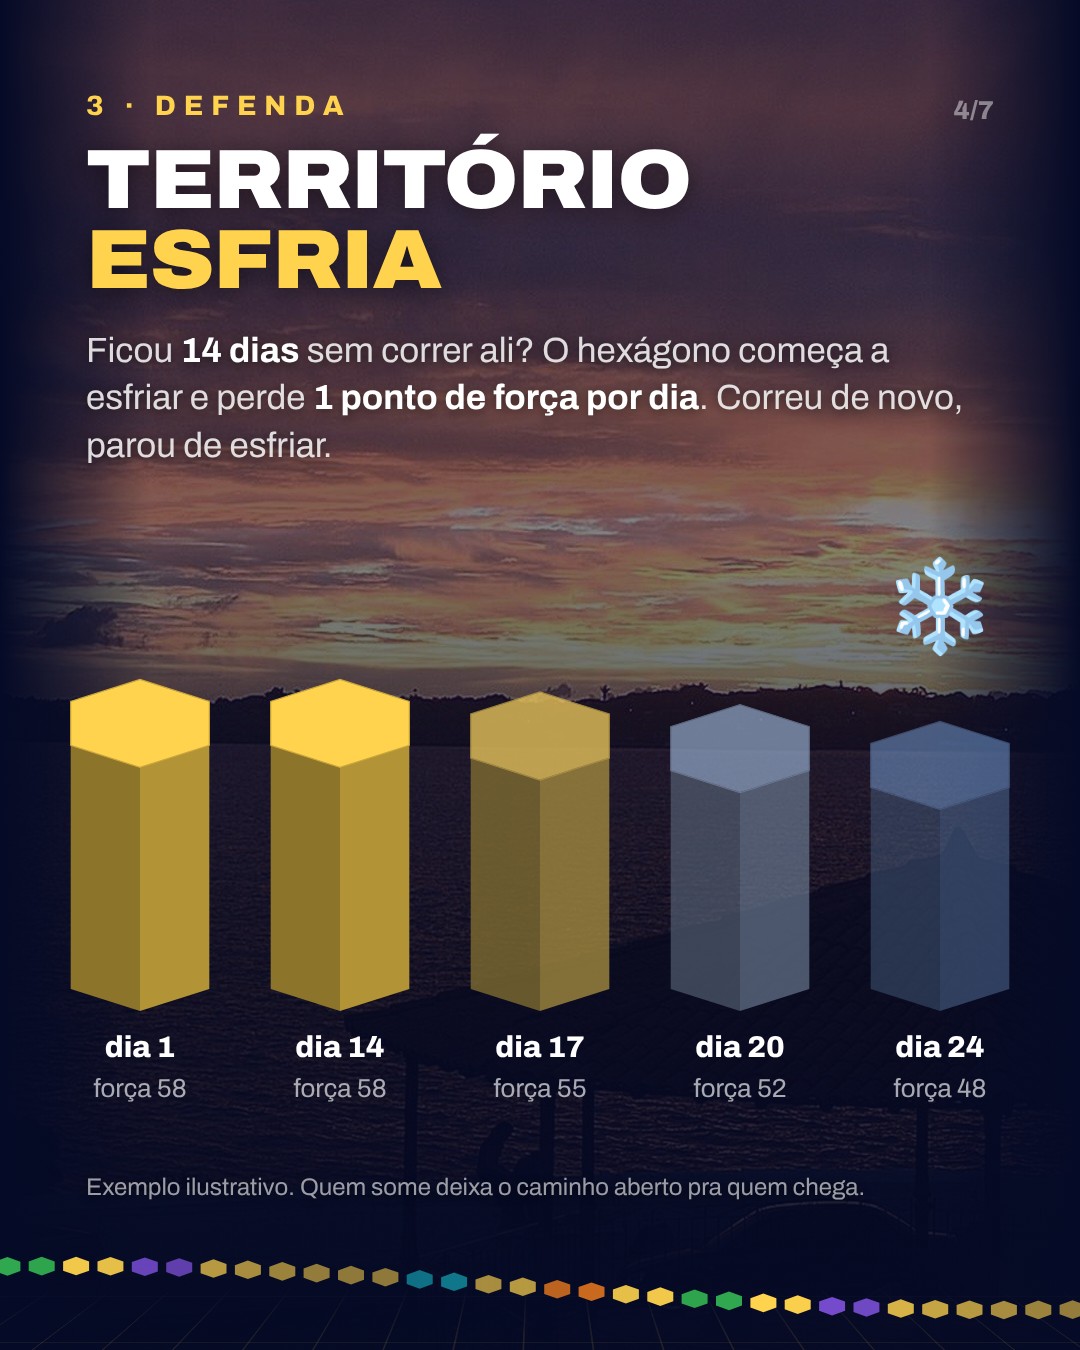 3 · DEFENDA
4/7
TERRITÓRIO
ESFRIA
Ficou 14 dias sem correr ali? O hexágono começa a
esfriar e perde 1 ponto de força por dia. Correu de novo,
parou de esfriar.
dia 1
força 58
dia 14
força 58
dia 17
força 55
dia 20
força 52
dia 24
força 48
Exemplo ilustrativo. Quem some deixa o caminho aberto pra quem chega.